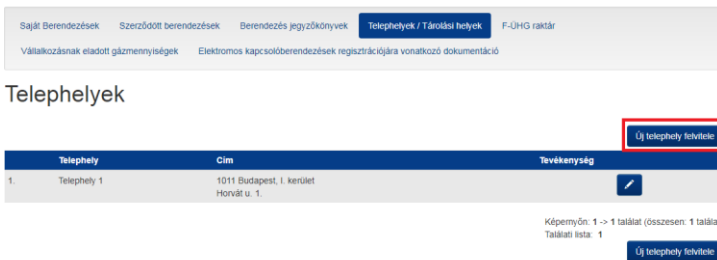 Saját Berendezések Szerződött berendezések Berendezés jegyzőkönyvek Telephelyek / Tárolási helyek F-ÜHG raktár
Vállalkozásnak eladott gázmennyiségek Elektromos kapcsolóberendezések regisztrációjára vonatkozó dokumentáció
Telephelyek
Új telephely felvitele
Telephely Cím Tevékenység
1. Telephely 1 1011 Budapest, I. kerület
Horvát u. 1.
Képernyőn: 1 -> 1 találat (összesen: 1 talála
Találati lista: 1
Új telephely felvitele